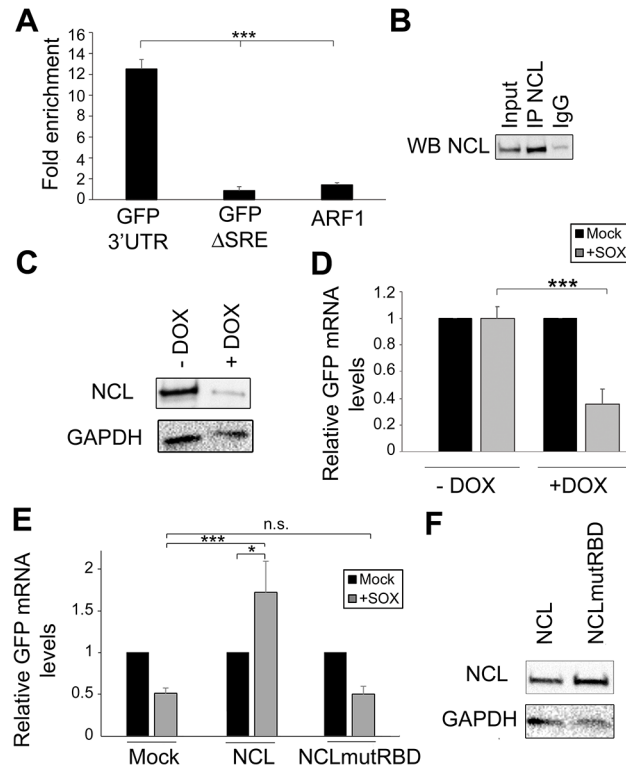 A
Fold enrichment
16
14
12
10
8
6
4
2
0
***
GFP
3'UTR
GFP
ΔSRE
ARF1
B
Input
IP NCL
IgG
WB NCL
C
- DOX
+ DOX
NCL
GAPDH
D
Mock
+SOX
***
Relative GFP mRNA
levels
1.2
1
0.8
0.6
0.4
0.2
0
- DOX
+DOX
E
n.s.
***
*
Mock
+SOX
Relative GFP mRNA
levels
2
1.5
1
0.5
0
Mock
NCL
NCLmutRBD
F
NCL
NCLmutRBD
NCL
GAPDH